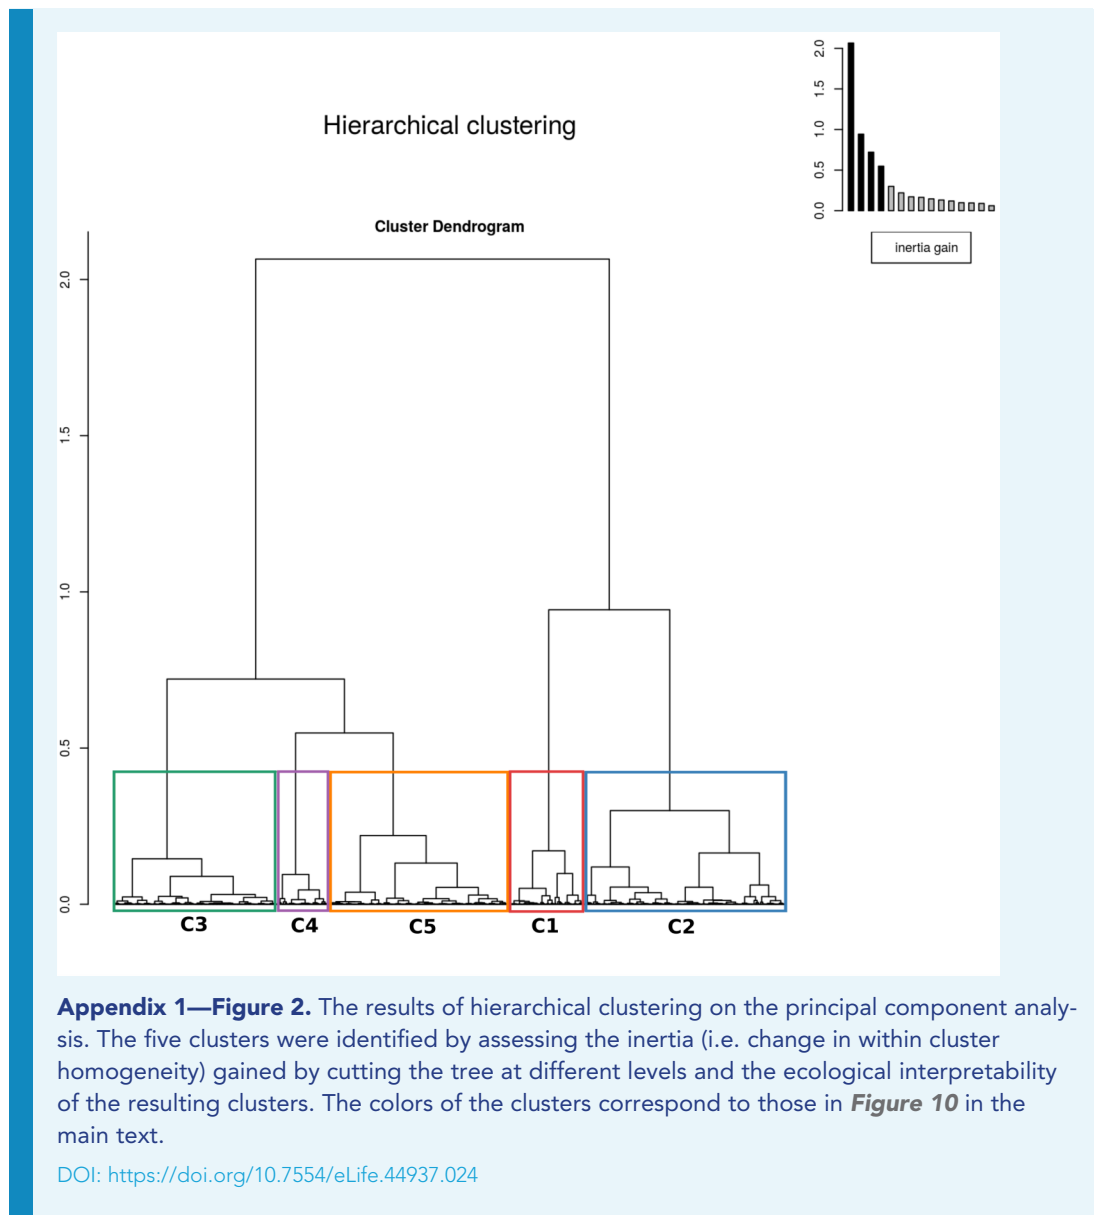 2.0
1.5
1.0
0.5
0.0
inertia gain
Hierarchical clustering
Cluster Dendrogram
2.0
1.5
1.0
0.5
0.0
C3 C4 C5 C1 C2
Appendix 1—Figure 2. The results of hierarchical clustering on the principal component analy-
sis. The five clusters were identified by assessing the inertia (i.e. change in within cluster
homogeneity) gained by cutting the tree at different levels and the ecological interpretability
of the resulting clusters. The colors of the clusters correspond to those in Figure 10 in the
main text.
DOI: https://doi.org/10.7554/eLife.44937.024